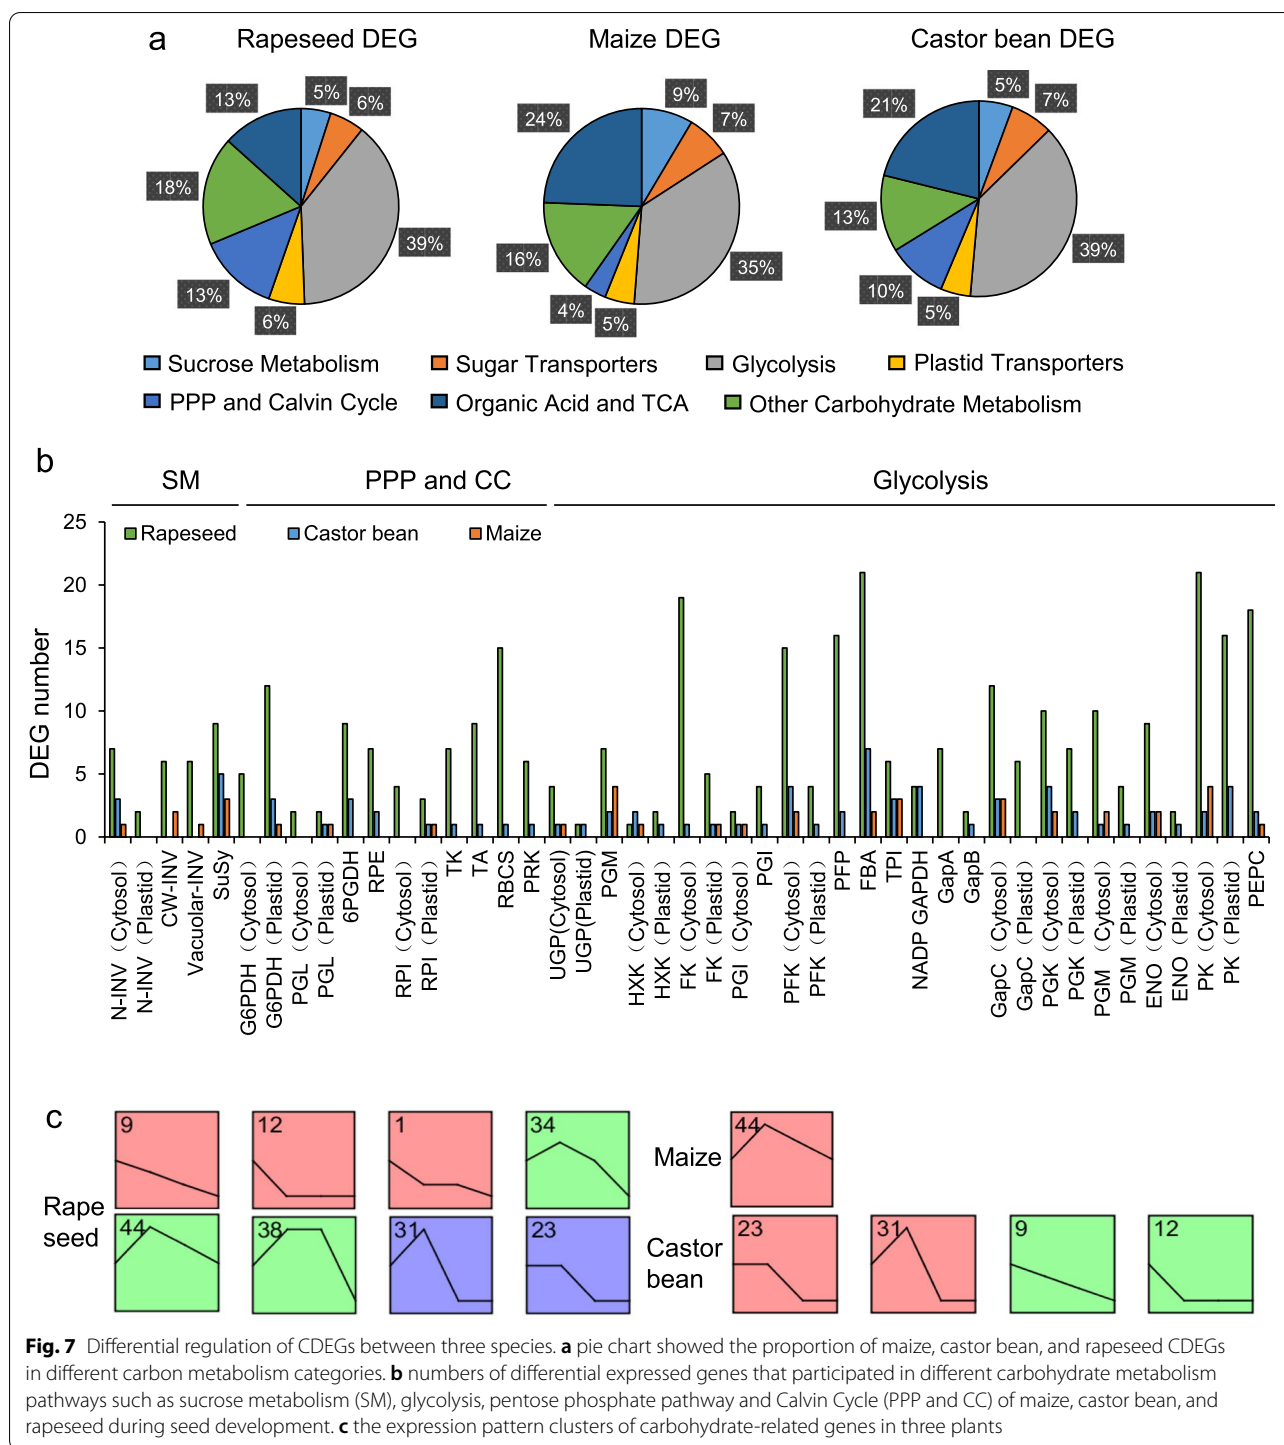 a
Rapeseed DEG Maize DEG Castor bean DEG
5% 6% 39% 6% 13% 18% 13%
9% 7% 35% 5% 4% 16% 24%
5% 7% 39% 5% 10% 13% 21%
Sucrose Metabolism Sugar Transporters Glycolysis Plastid Transporters
PPP and Calvin Cycle Organic Acid and TCA Other Carbohydrate Metabolism
b
SM PPP and CC Glycolysis
Rapeseed Castor bean Maize
DEG number
25
20
15
10
5
0
N-INV（Cytosol）
N-INV（Plastid）
CW-INV
Vacuolar-INV
SuSy
G6PDH（Cytosol）
G6PDH（Plastid）
PGL（Cytosol）
PGL（Plastid）
6PGDH
RPE
RPI（Cytosol）
RPI（Plastid）
TK
TA
RBCS
PRK
UGP(Cytosol)
UGP(Plastid)
PGM
HXK（Cytosol）
HXK（Plastid）
FK（Cytosol）
FK（Plastid）
PGI（Cytosol）
PGI
PFK（Cytosol）
PFK（Plastid）
PFP
FBA
TPI
NADP GAPDH
GapA
GapB
GapC（Cytosol）
GapC（Plastid）
PGK（Cytosol）
PGK（Plastid）
PGM（Cytosol）
PGM（Plastid）
ENO（Cytosol）
ENO（Plastid）
PK（Cytosol）
PK（Plastid）
PEPC
c
Rape
seed
9 12 1 34
44 38 31 23
Maize
44
Castor
bean
23 31 9 12
Fig. 7 Differential regulation of CDEGs between three species. a pie chart showed the proportion of maize, castor bean, and rapeseed CDEGs
in different carbon metabolism categories. b numbers of differential expressed genes that participated in different carbohydrate metabolism
pathways such as sucrose metabolism (SM), glycolysis, pentose phosphate pathway and Calvin Cycle (PPP and CC) of maize, castor bean, and
rapeseed during seed development. c the expression pattern clusters of carbohydrate-related genes in three plants